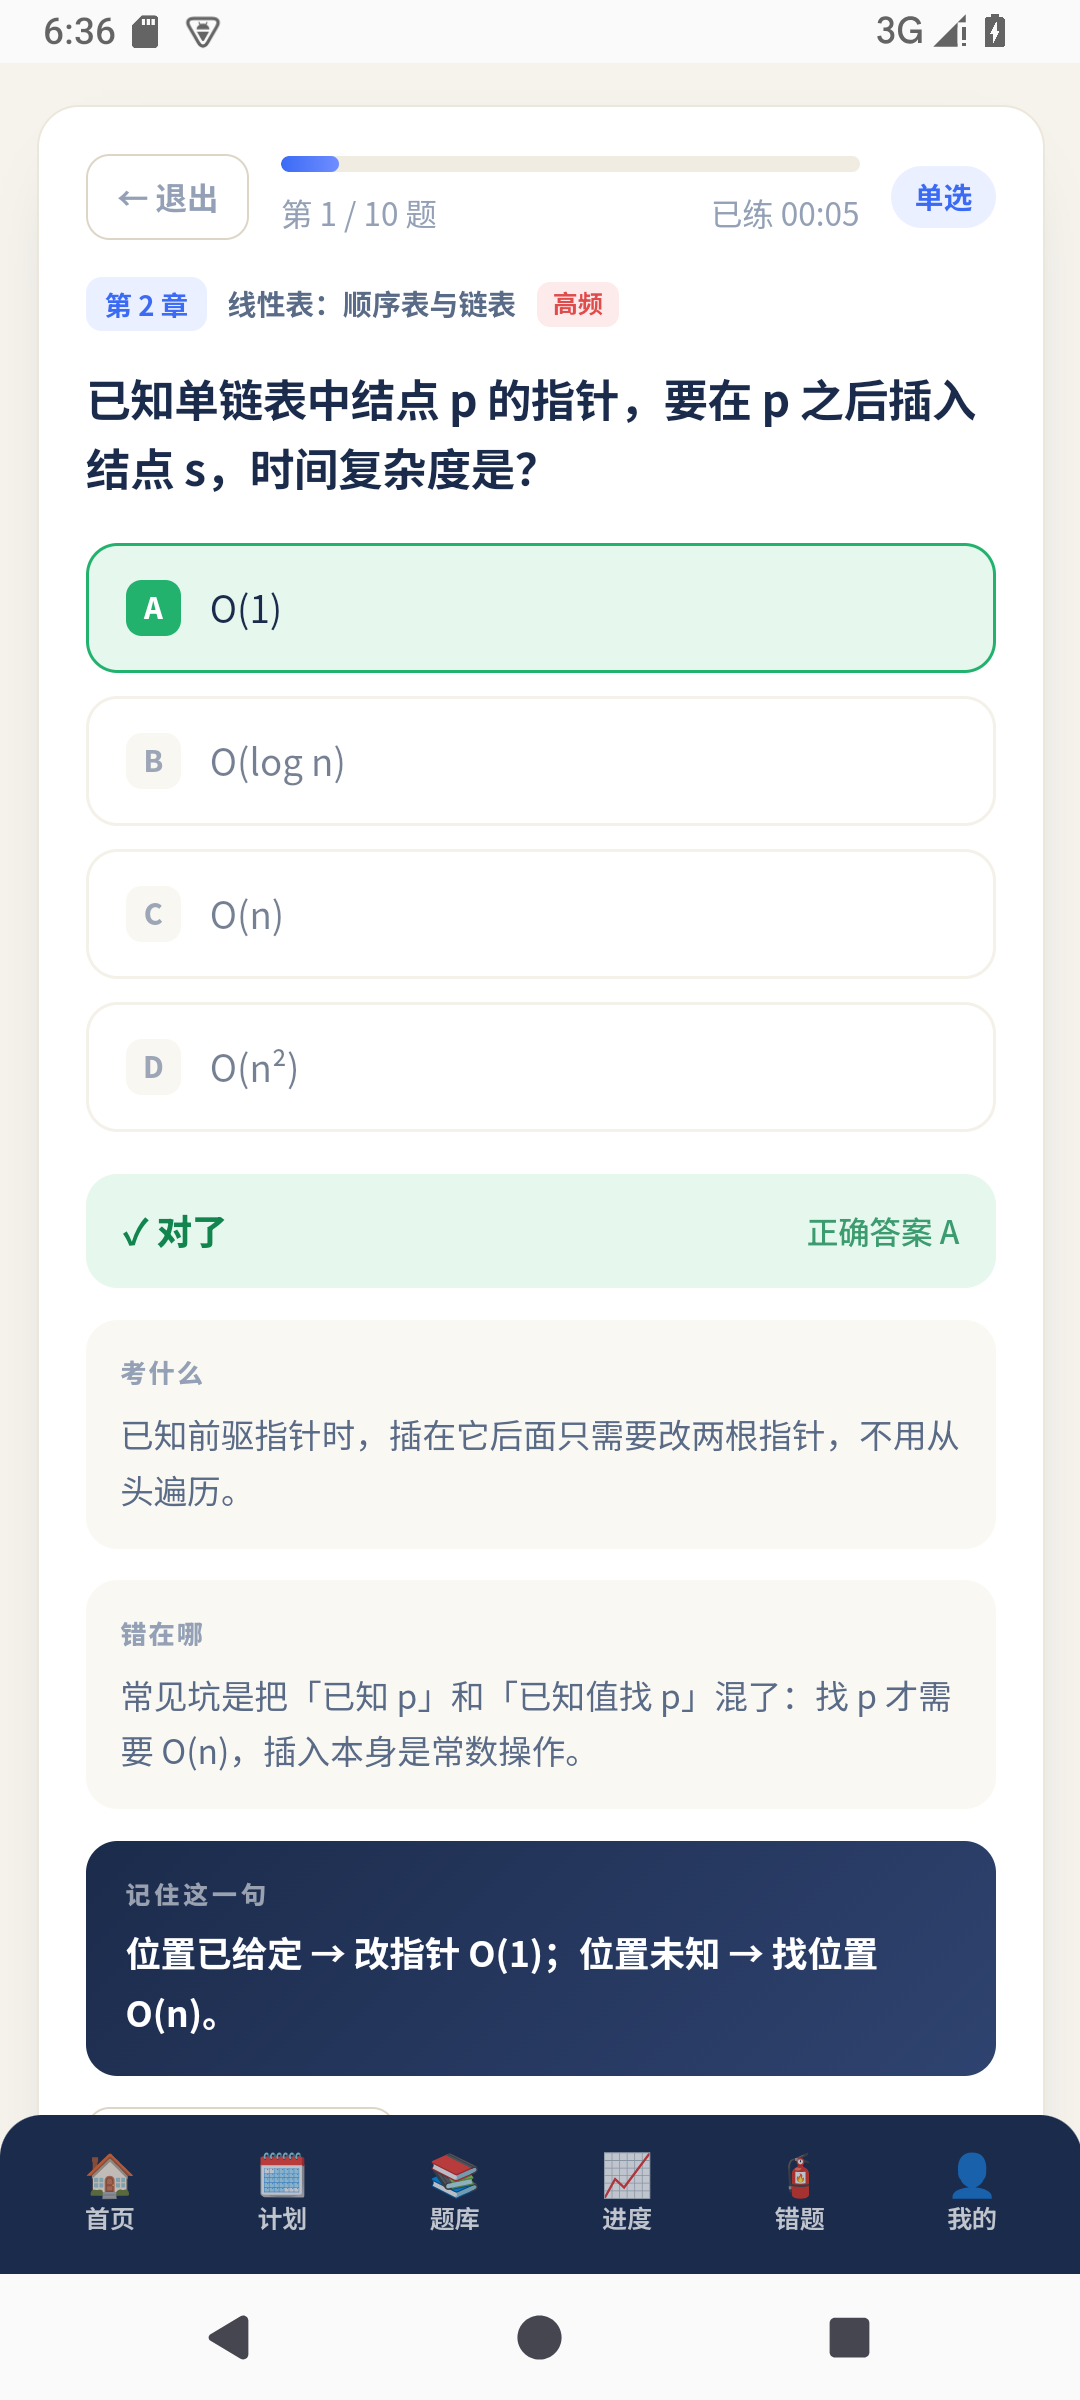 6:36
3G
← 退出
第 1 / 10 题
已练 00:05
单选
第 2 章
线性表：顺序表与链表
高频
已知单链表中结点 p 的指针，要在 p 之后插入
结点 s，时间复杂度是？
A
O(1)
B
O(log n)
C
O(n)
D
O(n²)
✓ 对了
正确答案 A
考什么
已知前驱指针时，插在它后面只需要改两根指针，不用从
头遍历。
错在哪
常见坑是把「已知 p」和「已知值找 p」混了：找 p 才需
要 O(n)，插入本身是常数操作。
记住这一句
位置已给定 → 改指针 O(1)；位置未知 → 找位置
O(n)。
首页
计划
题库
进度
错题
我的